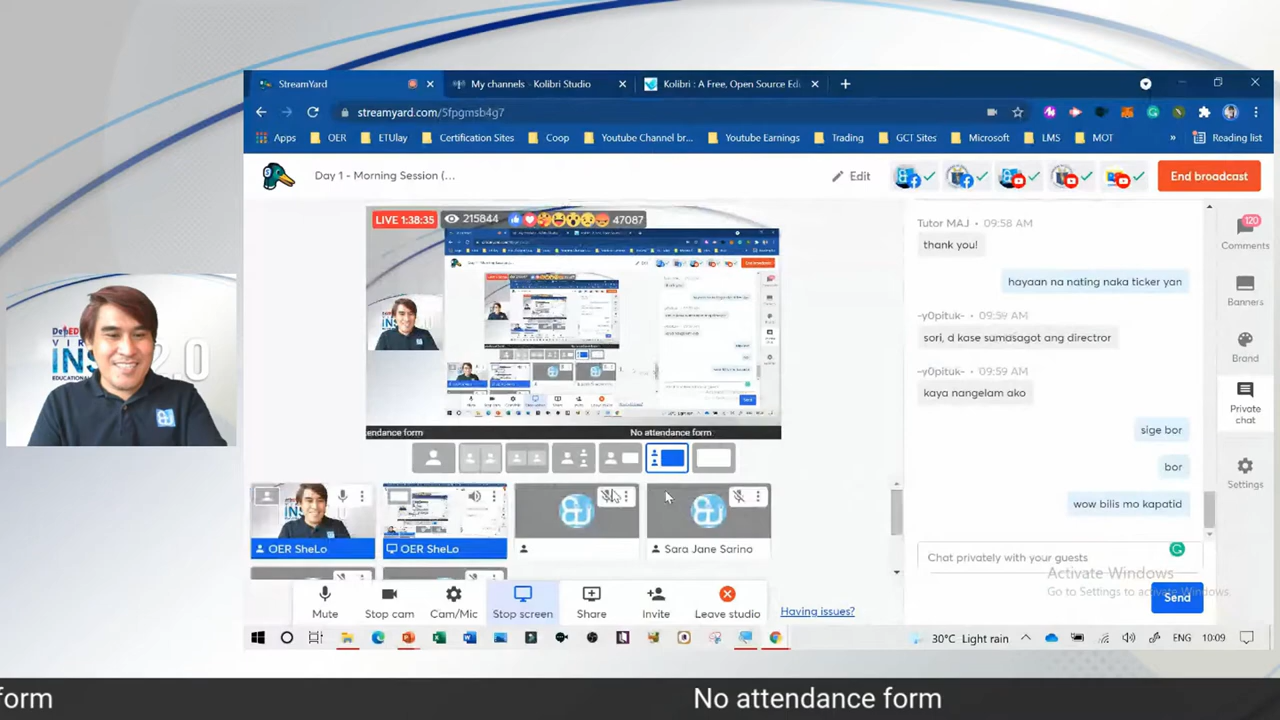 StreamYard
My channels - Kolibri Studio
Kolibri : A Free, Open Source Ed
streamyard.com/5fpgmsb4g7
Apps
OER
ETUlay
Certification Sites
Coop
Youtube Channel br...
Youtube Earnings
Trading
GCT Sites
Microsoft
LMS
MOT
»
Reading list
Day 1 - Morning Session (...
Edit
End broadcast
LIVE 1:38:35
215844
47087
Tutor MAJ 09:58 AM
thank you!
hayaan na nating naka ticker yan
-y0pituk- 09:59 AM
sori, d kase sumasagot ang directror
-y0pituk- 09:59 AM
kaya nangelam ako
sige bor
bor
wow bilis mo kapatid
120
Comments
Banners
Brand
Private
chat
Settings
2.0
endance form
No attendance form
OER SheLo
OER SheLo
Sara Jane Sarino
Chat privately with your guests
Activate Windows
Go to Settings to activate Windows.
Send
Mute
Stop cam
Cam/Mic
Stop screen
Share
Invite
Leave studio
Having issues?
30°C Light rain
ENG
10:09
form
No attendance form